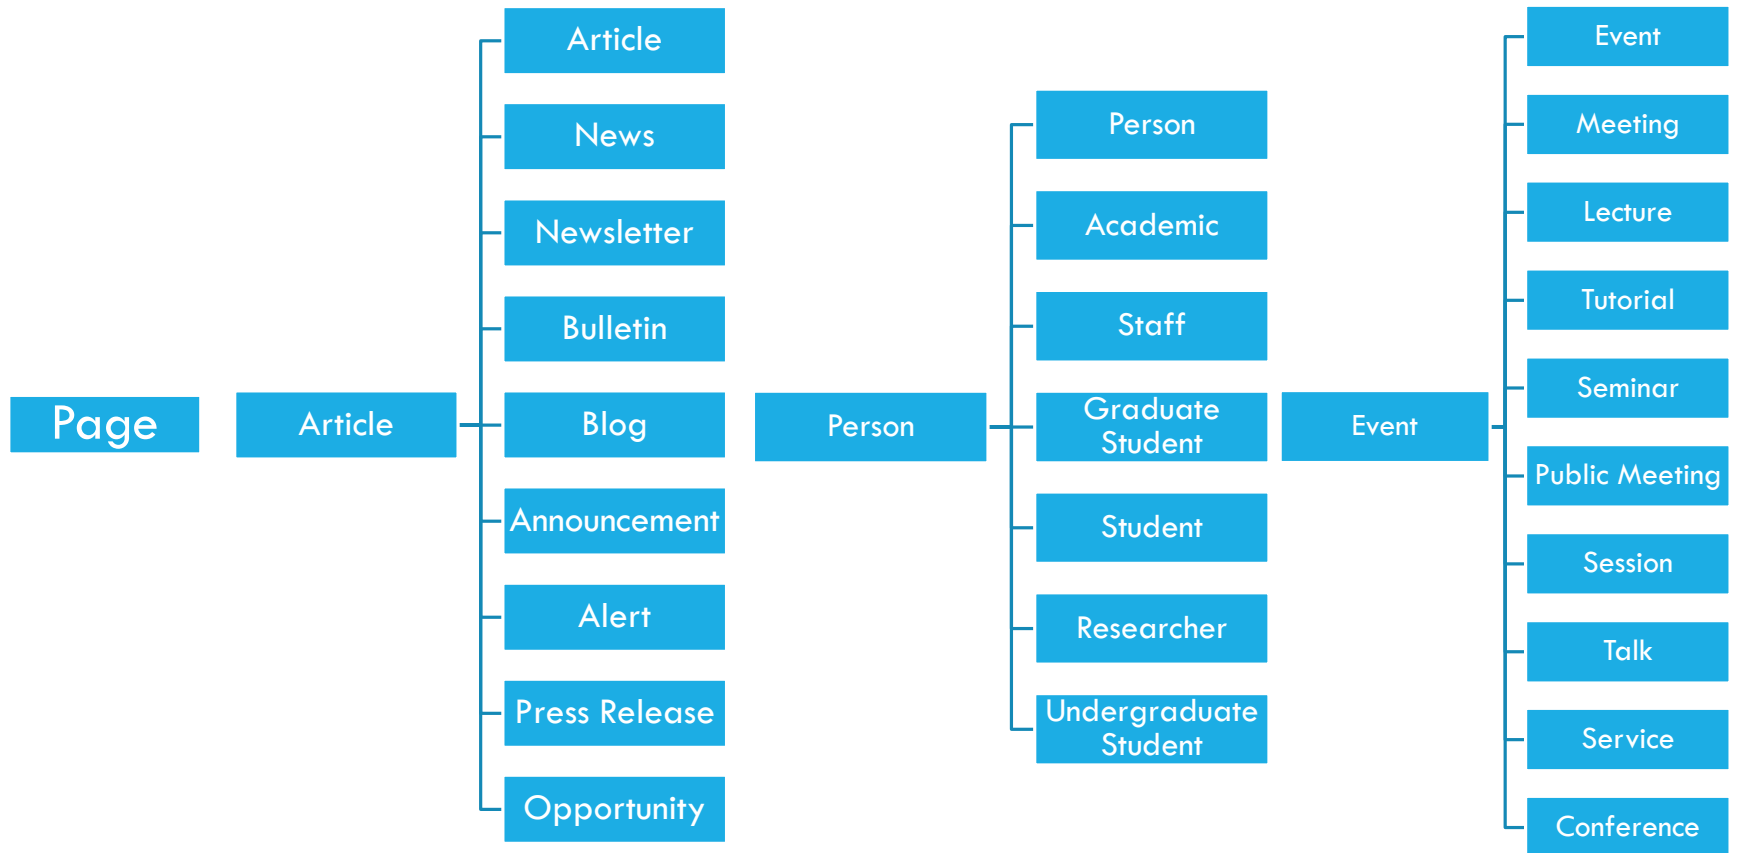 Page
Article
Article
News
Newsletter
Bulletin
Blog
Announcement
Alert
Press Release
Opportunity
Person
Person
Academic
Staff
Graduate
Student
Student
Researcher
Undergraduate
Student
Event
Event
Meeting
Lecture
Tutorial
Seminar
Public Meeting
Session
Talk
Service
Conference